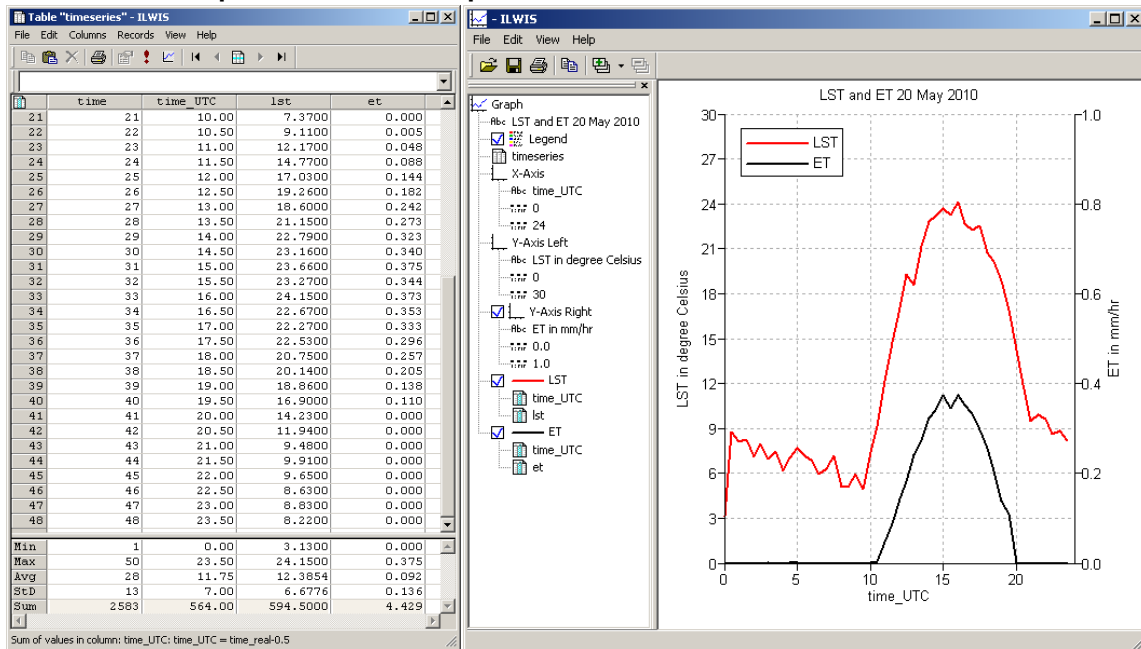 Table "timeseries" - ILWIS
File Edit Columns Records View Help
time time_UTC lst et
21 21 10.00 7.3700 0.000
22 22 10.50 9.1100 0.005
23 23 11.00 12.1700 0.048
24 24 11.50 14.7700 0.088
25 25 12.00 17.0300 0.144
26 26 12.50 19.2600 0.182
27 27 13.00 18.6000 0.242
28 28 13.50 21.1500 0.273
29 29 14.00 22.7900 0.323
30 30 14.50 23.1600 0.340
31 31 15.00 23.6600 0.375
32 32 15.50 23.2700 0.344
33 33 16.00 24.1500 0.373
34 34 16.50 22.6700 0.353
35 35 17.00 22.2700 0.333
36 36 17.50 22.5300 0.296
37 37 18.00 20.7500 0.257
38 38 18.50 20.1400 0.205
39 39 19.00 18.8600 0.138
40 40 19.50 16.9000 0.110
41 41 20.00 14.2300 0.000
42 42 20.50 11.9400 0.000
43 43 21.00 9.4800 0.000
44 44 21.50 9.9100 0.000
45 45 22.00 9.6500 0.000
46 46 22.50 8.6300 0.000
47 47 23.00 8.8300 0.000
48 48 23.50 8.2200 0.000
Min 1 0.00 3.1300 0.000
Max 50 23.50 24.1500 0.375
Avg 28 11.75 12.3854 0.092
StD 13 7.00 6.6776 0.136
Sum 2583 564.00 594.5000 4.429
Sum of values in column: time_UTC: time_UTC = time_real-0.5
- ILWIS
File Edit View Help
Graph
Abc LST and ET 20 May 2010
Legend
timeseries
X-Axis
Abc time_UTC
0
24
Y-Axis Left
Abc LST in degree Celsius
0
30
Y-Axis Right
Abc ET in mm/hr
0.0
1.0
LST
time_UTC
lst
ET
time_UTC
et
LST and ET 20 May 2010
LST
ET
30
27
24
21
18
15
12
9
6
3
0
LST in degree Celsius
1.0
0.8
0.6
0.4
0.2
0.0
ET in mm/hr
0 5 10 15 20
time_UTC